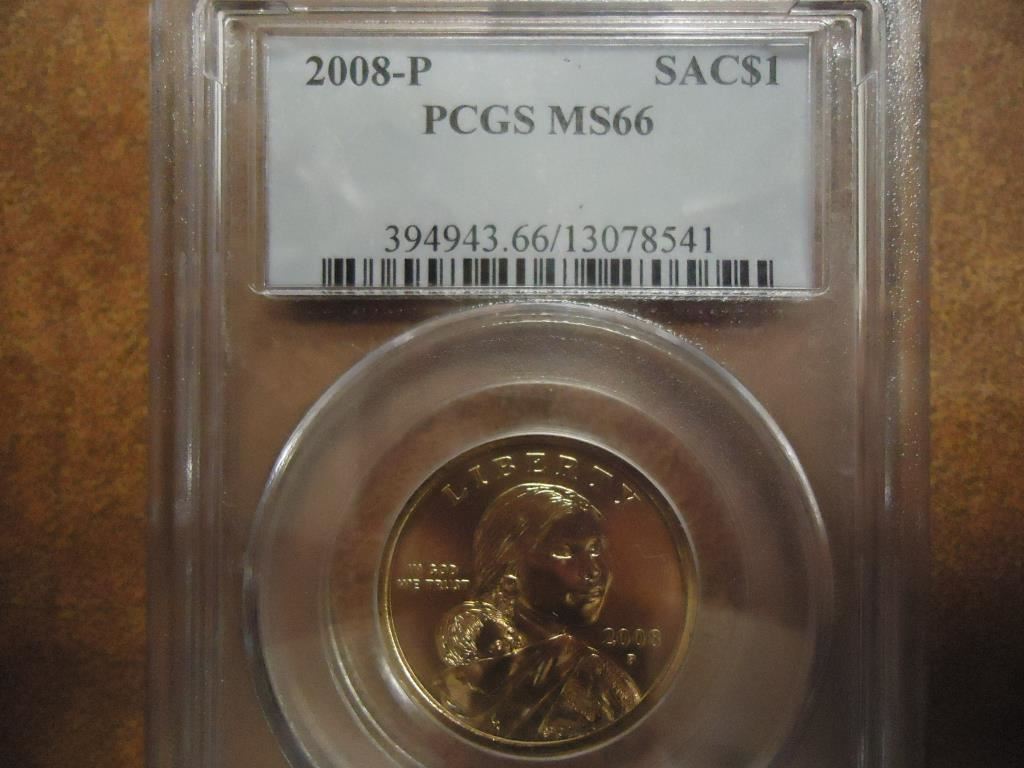 2008-P SAC$1
PCGS MS66
394943.66/13078541
LIBERTY
IN GOD
WE TRUST
2008
P